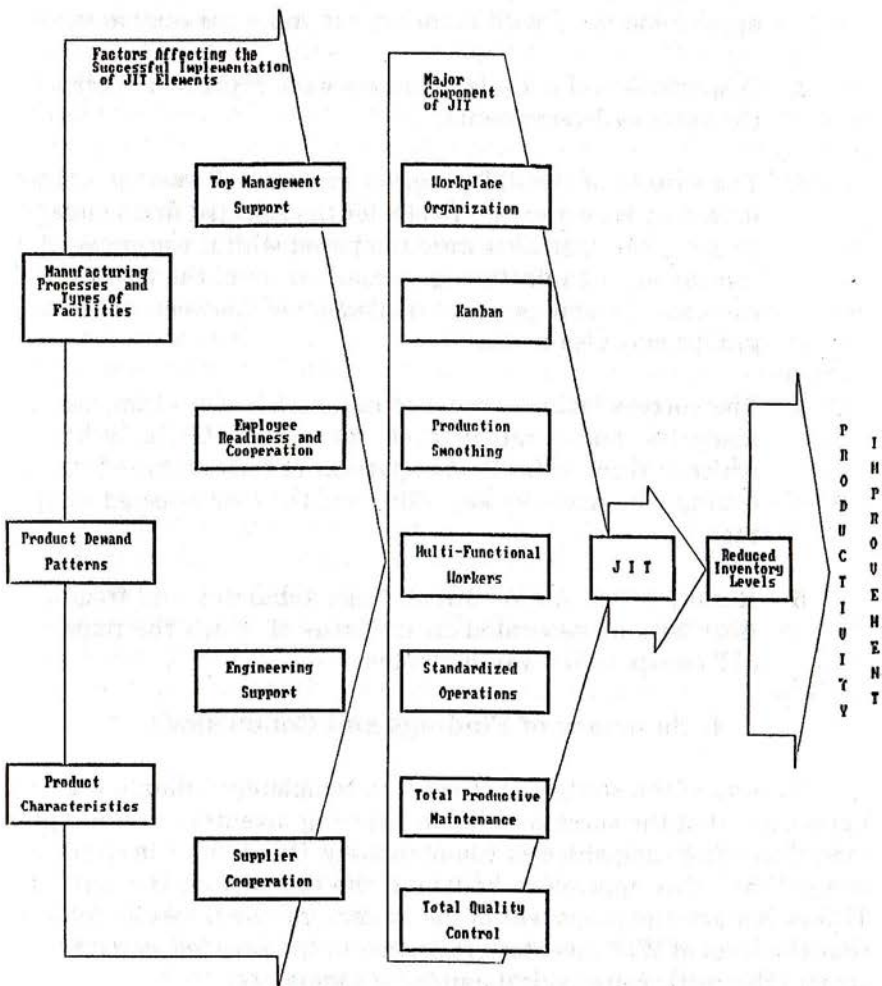 Factors Affecting the
Successful Implementation
of JIT Elements
Major
Component
of JIT
Top Management
Support
Workplace
Organization
Manufacturing
Processes and
Types of
Facilities
Kanban
Employee
Readiness and
Cooperation
Production
Smoothing
Product Demand
Patterns
Multi-Functional
Workers
JIT
Reduced
Inventory
Levels
PRODUCTIVITY
IMPROVEMENT
Engineering
Support
Standardized
Operations
Product
Characteristics
Total Productive
Maintenance
Supplier
Cooperation
Total Quality
Control